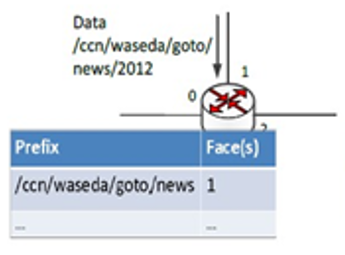 Data
/ccn/waseda/goto/
news/2012
1
0
2
Prefix Face(s)
/ccn/waseda/goto/news 1
... ...